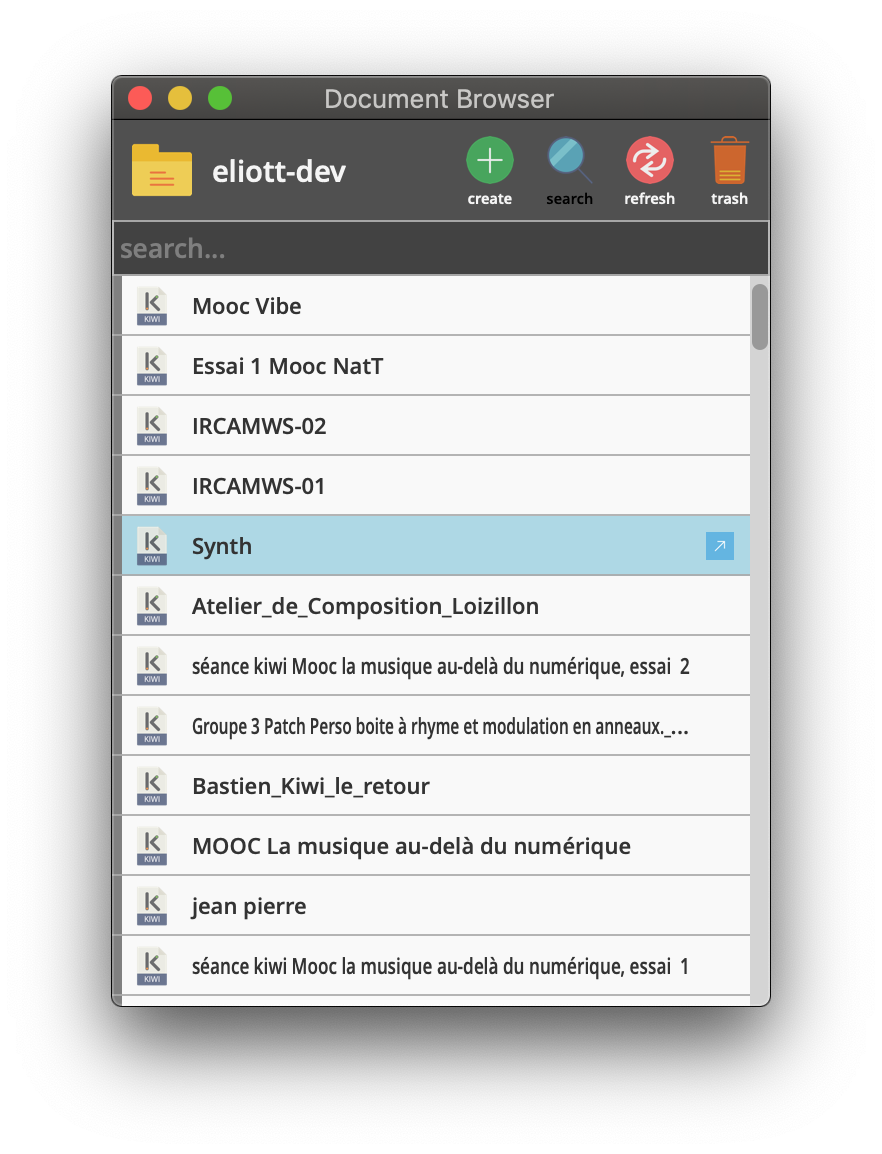 Document Browser
eliott-dev
create
search
refresh
trash
search...
KIWI Mooc Vibe
KIWI Essai 1 Mooc NatT
KIWI IRCAMWS-02
KIWI IRCAMWS-01
KIWI Synth
KIWI Atelier_de_Composition_Loizillon
KIWI séance kiwi Mooc la musique au-delà du numérique, essai  2
KIWI Groupe 3 Patch Perso boite à rhyme et modulation en anneaux._...
KIWI Bastien_Kiwi_le_retour
KIWI MOOC La musique au-delà du numérique
KIWI jean pierre
KIWI séance kiwi Mooc la musique au-delà du numérique, essai  1